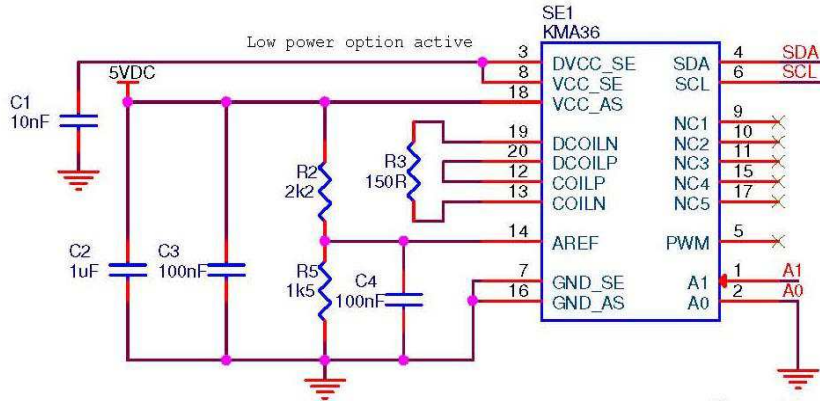 SE1
KMA36
Low power option active
5VDC
C1
10nF
C2
1uF
C3
100nF
R2
2k2
R5
1k5
C4
100nF
R3
150R
3 DVCC_SE
8 VCC_SE
18 VCC_AS
19 DCOILN
20 DCOILP
12 COILP
13 COILN
14 AREF
7 GND_SE
16 GND_AS
SDA 4 SDA
SCL 6 SCL
NC1 9
NC2 10
NC3 11
NC4 15
NC5 17
PWM 5
A1 1 A1
A0 2 A0